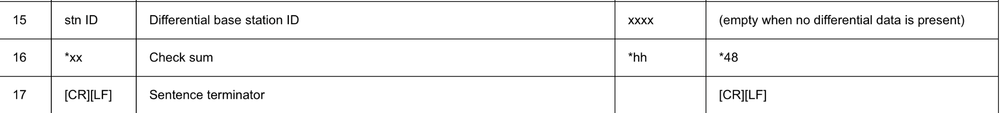 15 stn ID Differential base station ID xxxx (empty when no differential data is present)
16 *xx Check sum *hh *48
17 [CR][LF] Sentence terminator [CR][LF]